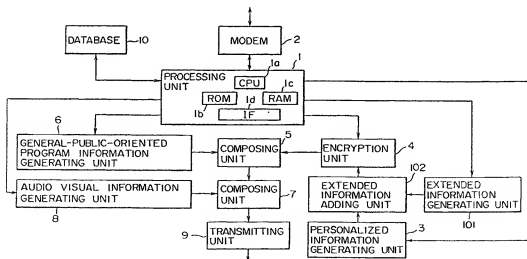 DATABASE
10
MODEM
2
1
PROCESSING
UNIT
1a
CPU
1c
ROM
1d
RAM
1b
IF
6
GENERAL-PUBLIC-ORIENTED
PROGRAM INFORMATION
GENERATING UNIT
5
COMPOSING
UNIT
ENCRYPTION
UNIT
4
102
AUDIO VISUAL INFORMATION
GENERATING UNIT
8
COMPOSING
UNIT
7
EXTENDED
INFORMATION
ADDING UNIT
EXTENDED
INFORMATION
GENERATING UNIT
101
9
TRANSMITTING
UNIT
PERSONALIZED
INFORMATION
GENERATING UNIT
3